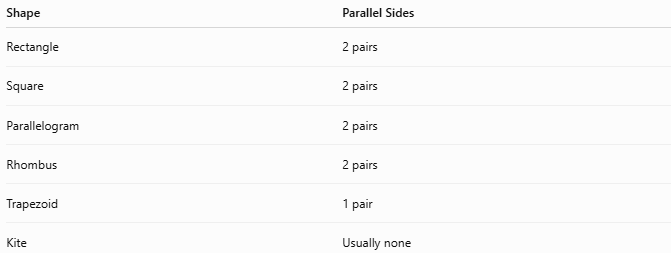 Shape Parallel Sides
Rectangle 2 pairs
Square 2 pairs
Parallelogram 2 pairs
Rhombus 2 pairs
Trapezoid 1 pair
Kite Usually none